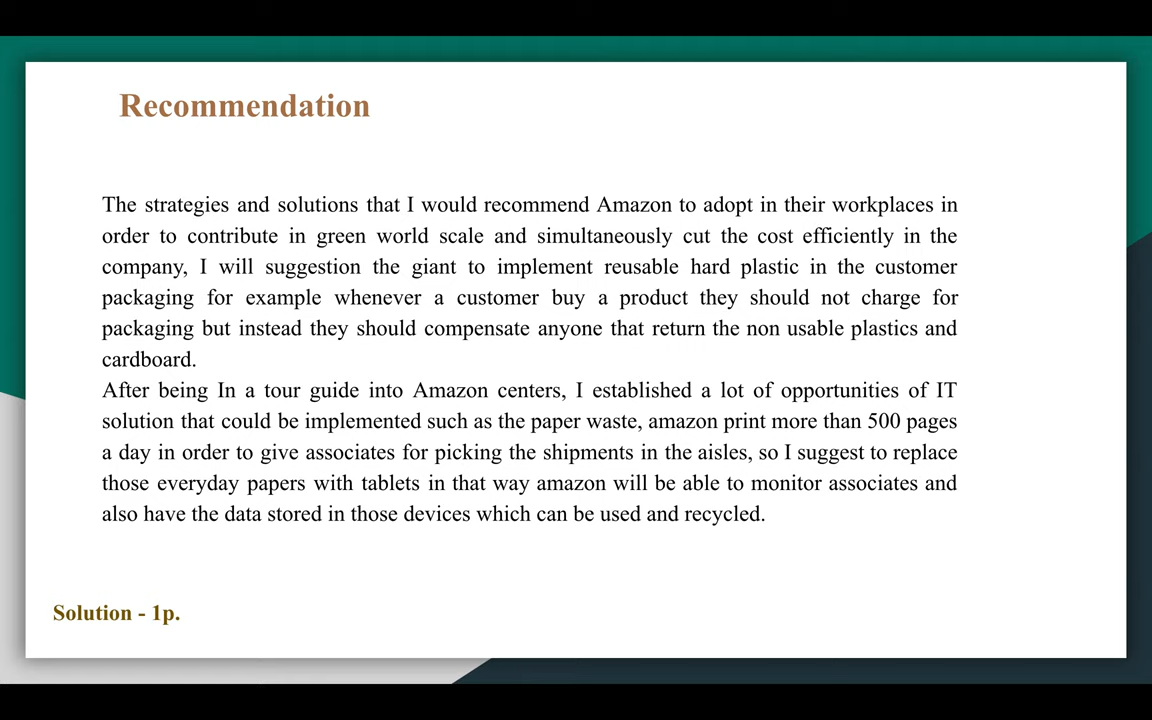 Recommendation
The strategies and solutions that I would recommend Amazon to adopt in their workplaces in
order to contribute in green world scale and simultaneously cut the cost efficiently in the
company, I will suggestion the giant to implement reusable hard plastic in the customer
packaging for example whenever a customer buy a product they should not charge for
packaging but instead they should compensate anyone that return the non usable plastics and
cardboard.
After being In a tour guide into Amazon centers, I established a lot of opportunities of IT
solution that could be implemented such as the paper waste, amazon print more than 500 pages
a day in order to give associates for picking the shipments in the aisles, so I suggest to replace
those everyday papers with tablets in that way amazon will be able to monitor associates and
also have the data stored in those devices which can be used and recycled.
Solution - 1p.